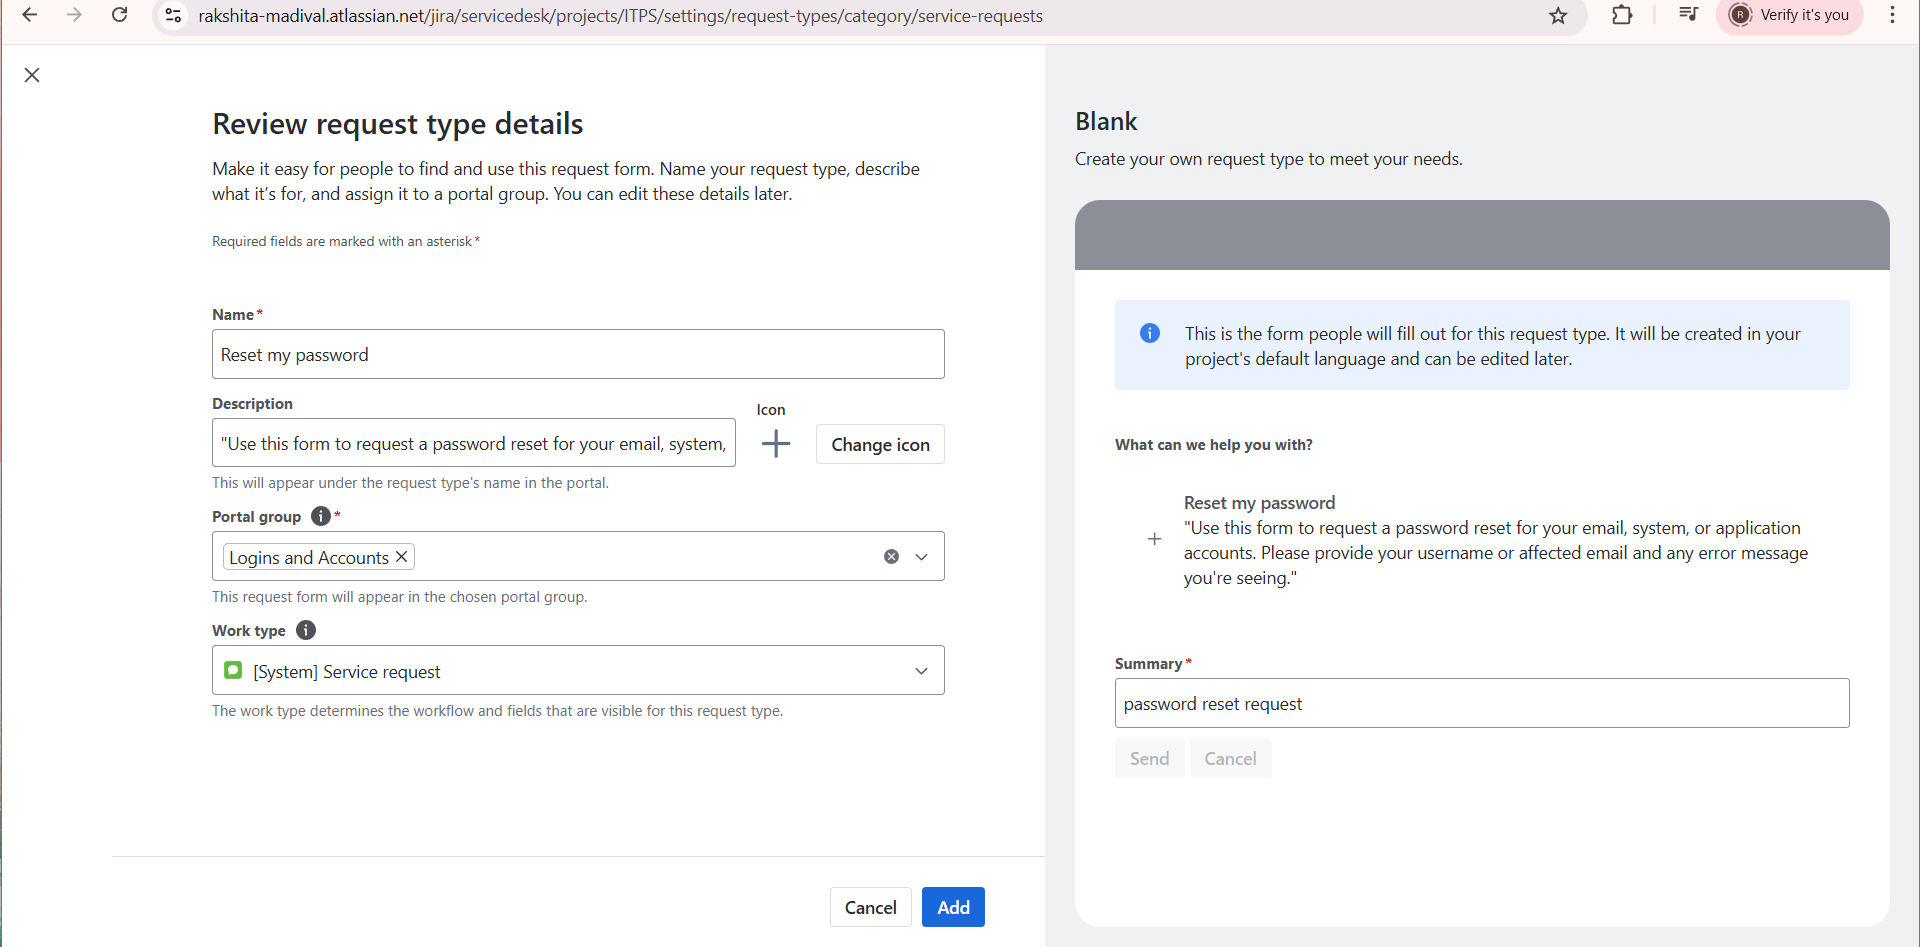 rakshita-madival.atlassian.net/jira/servicedesk/projects/ITPS/settings/request-types/category/service-requests
R
Verify it's you
Review request type details
Make it easy for people to find and use this request form. Name your request type, describe
what it's for, and assign it to a portal group. You can edit these details later.
Required fields are marked with an asterisk *
Name *
Reset my password
Description
Icon
"Use this form to request a password reset for your email, system,
Change icon
This will appear under the request type's name in the portal.
Portal group i *
Logins and Accounts
This request form will appear in the chosen portal group.
Work type i
[System] Service request
The work type determines the workflow and fields that are visible for this request type.
Cancel
Add
Blank
Create your own request type to meet your needs.
i This is the form people will fill out for this request type. It will be created in your
project's default language and can be edited later.
What can we help you with?
Reset my password
"Use this form to request a password reset for your email, system, or application
accounts. Please provide your username or affected email and any error message
you're seeing."
Summary *
password reset request
Send
Cancel